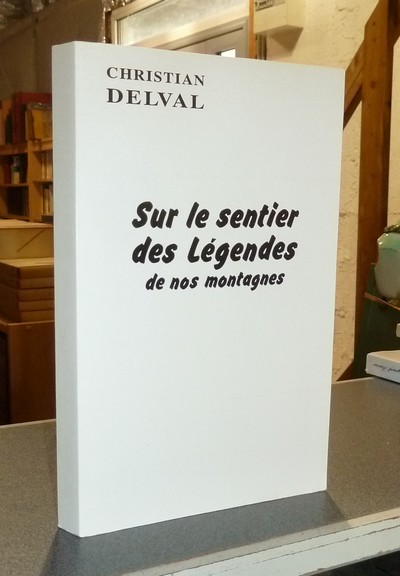 CHRISTIAN
DELVAL
Sur le sentier
des Légendes
de nos montagnes